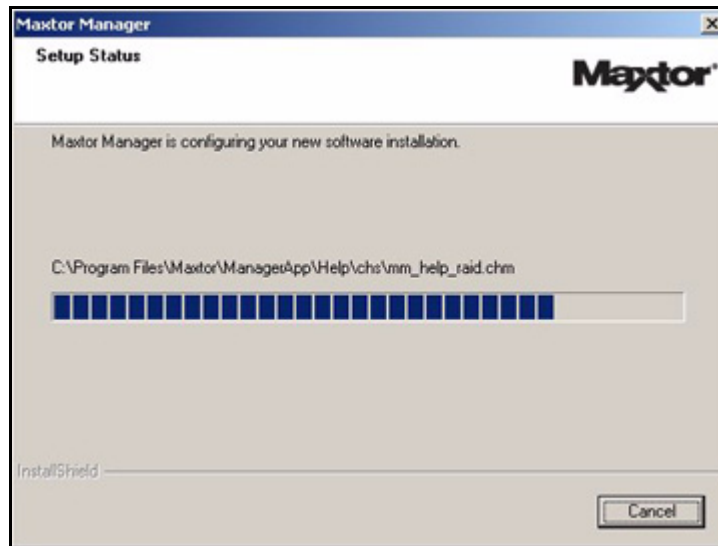 Maxtor Manager
Setup Status
Maxtor
Maxtor Manager is configuring your new software installation.
C:\Program Files\Maxtor\ManagerApp\Help\chs\mm_help_raid.chm
InstallShield
Cancel